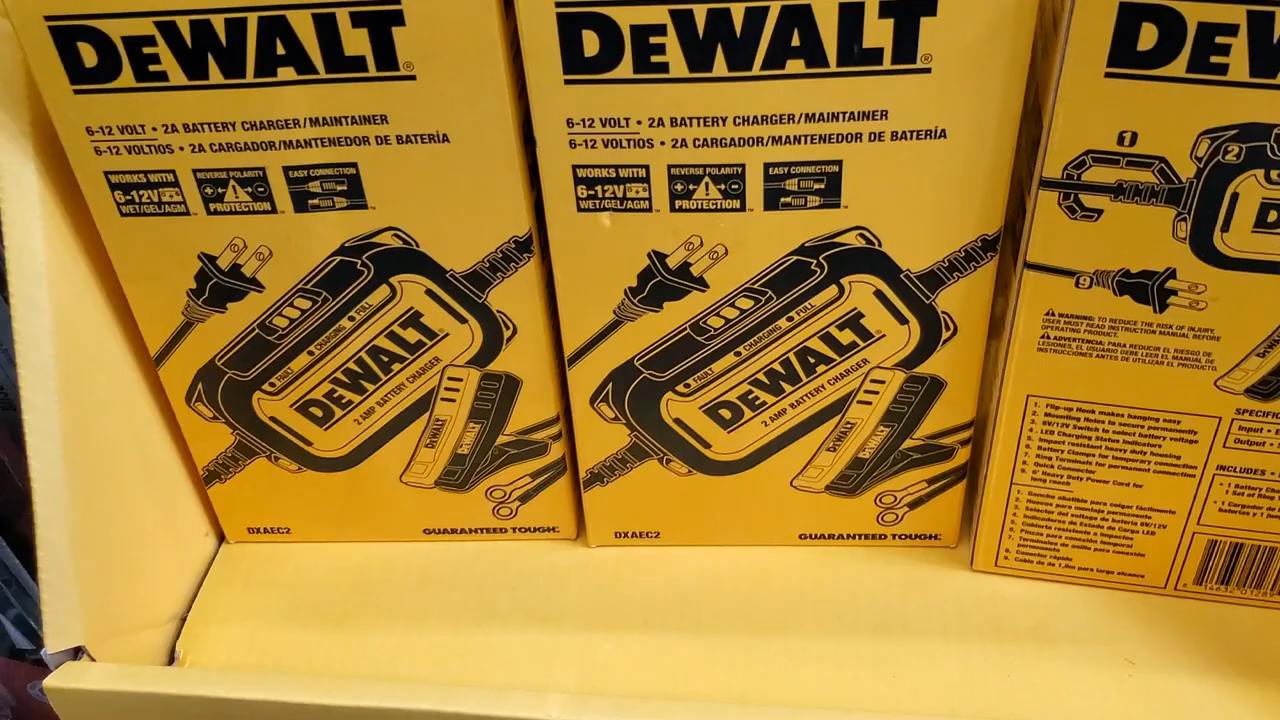 DEWALT®
6-12 VOLT • 2A BATTERY CHARGER/MAINTAINER
6-12 VOLTIOS • 2A CARGADOR/MANTENEDOR DE BATERÍA
WORKS WITH
6-12V
WET/GEL/AGM
REVERSE POLARITY
PROTECTION
EASY CONNECTION
FAULT • CHARGING • FULL
DEWALT®
2 AMP BATTERY CHARGER
DEWALT
DEWALT
DXAEC2
GUARANTEED TOUGH.
DEWALT®
6-12 VOLT • 2A BATTERY CHARGER/MAINTAINER
6-12 VOLTIOS • 2A CARGADOR/MANTENEDOR DE BATERÍA
WORKS WITH
6-12V
WET/GEL/AGM
REVERSE POLARITY
PROTECTION
EASY CONNECTION
FAULT • CHARGING • FULL
DEWALT®
2 AMP BATTERY CHARGER
DEWALT
DEWALT
DXAEC2
GUARANTEED TOUGH.
1
2
9
WARNING: TO REDUCE THE RISK OF INJURY,
USER MUST READ INSTRUCTION MANUAL BEFORE
OPERATING PRODUCT.
ADVERTENCIA: PARA REDUCIR EL RIESGO DE
LESIONES, EL USUARIO DEBE LEER EL MANUAL DE
INSTRUCCIONES ANTES DE UTILIZAR EL PRODUCTO.
1. Flip-up Hook makes hanging easy
2. Mounting Holes to secure permanently
3. 6V/12V Switch to select battery voltage
4. LED Charging Status Indicators
5. Impact resistant heavy duty housing
6. Battery Clamps for temporary connection
7. Ring Terminals for permanent connection
8. Quick Connector
9. 6' Heavy Duty Power Cord for
long reach
1. Gancho abatible para colgar fácilmente
2. Huecos para montaje permanente
3. Selector del voltaje de batería 6V/12V
4. Indicadores de Estado de Carga LED
5. Cubierta resistente a impactos
6. Pinzas para conexión temporal
7. Terminales de anilla para conexión
permanente
8. Conector rápido
9. Cable de de 1,8m para largo alcance
Input •
Output •
INCLUDES •
• 1 Battery
1 Set of Ring
• 1 Cargador de
baterías y 1